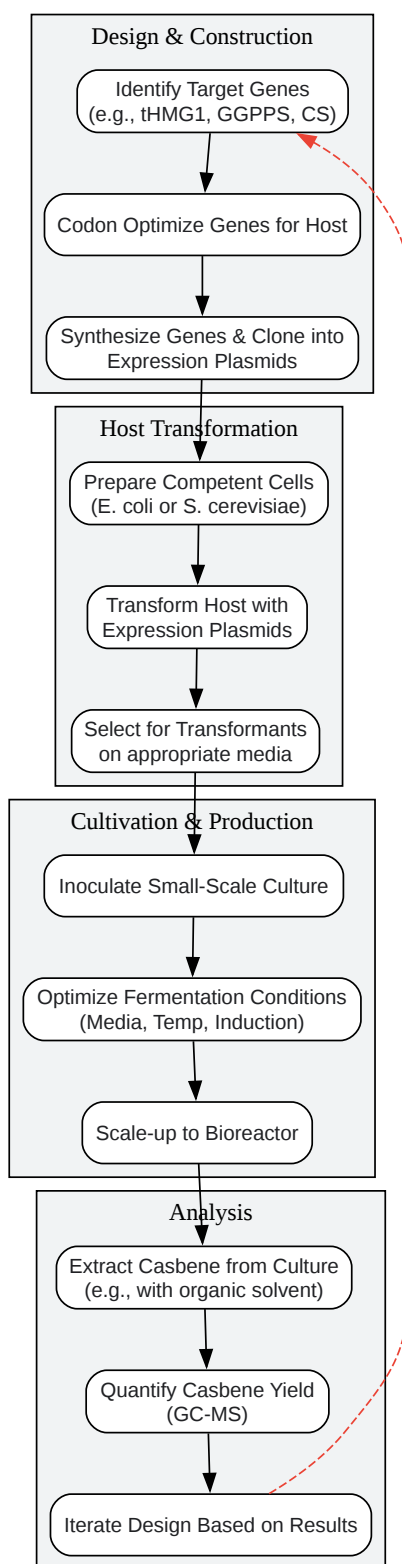 Design & Construction
Identify Target Genes
(e.g., tHMG1, GGPPS, CS)
Codon Optimize Genes for Host
Synthesize Genes & Clone into
Expression Plasmids
Host Transformation
Prepare Competent Cells
(E. coli or S. cerevisiae)
Transform Host with
Expression Plasmids
Select for Transformants
on appropriate media
Cultivation & Production
Inoculate Small-Scale Culture
Optimize Fermentation Conditions
(Media, Temp, Induction)
Scale-up to Bioreactor
Analysis
Extract Casbene from Culture
(e.g., with organic solvent)
Quantify Casbene Yield
(GC-MS)
Iterate Design Based on Results